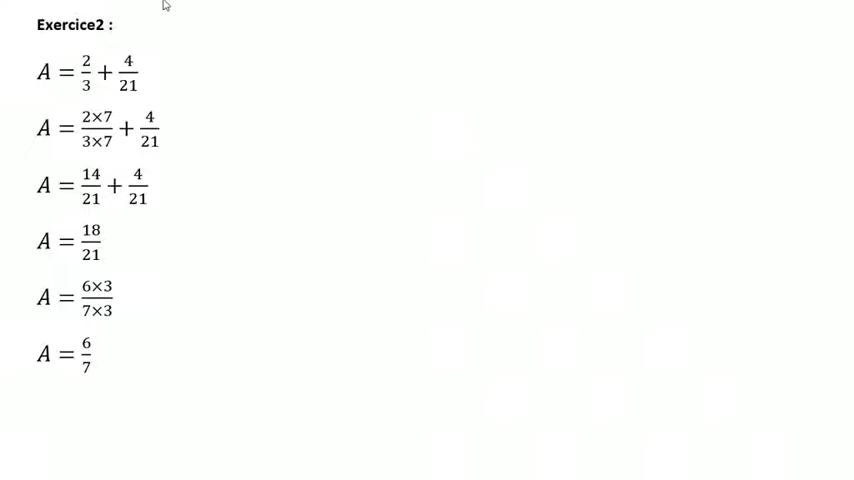 Exercice2 :
A = 2/3 + 4/21
A = 2×7/3×7 + 4/21
A = 14/21 + 4/21
A = 18/21
A = 6×3/7×3
A = 6/7